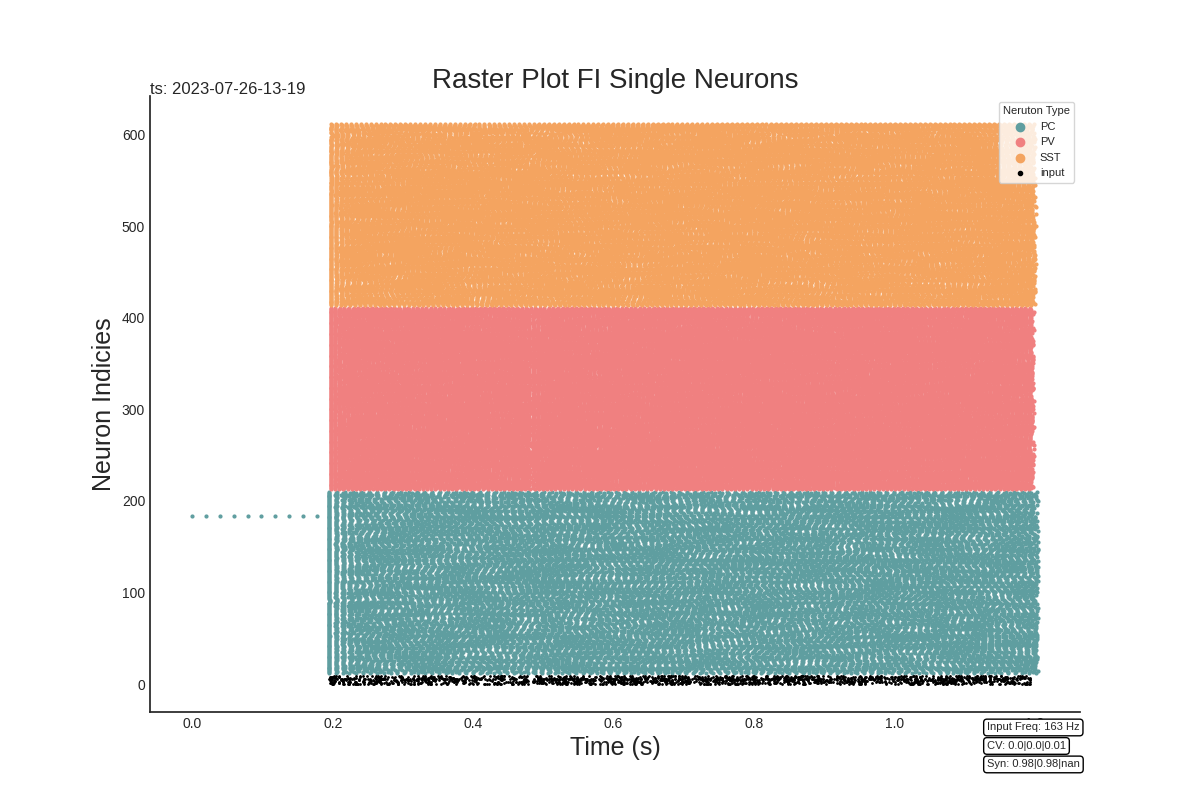 Raster Plot FI Single Neurons
ts: 2023-07-26-13-19
Neruton Type
PC
PV
SST
input
Neuron Indicies
600
500
400
300
200
100
0
0.0
0.2
0.4
0.6
0.8
1.0
Time (s)
Input Freq: 163 Hz
CV: 0.0|0.0|0.01
Syn: 0.98|0.98|nan